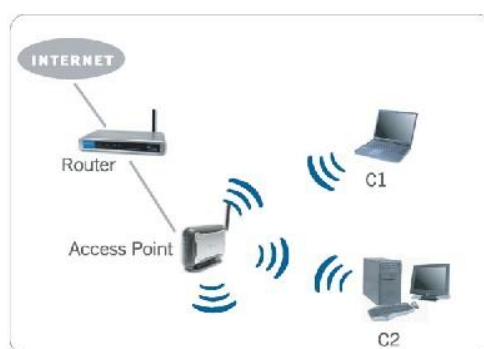 INTERNET
Router
C1
Access Point
C2